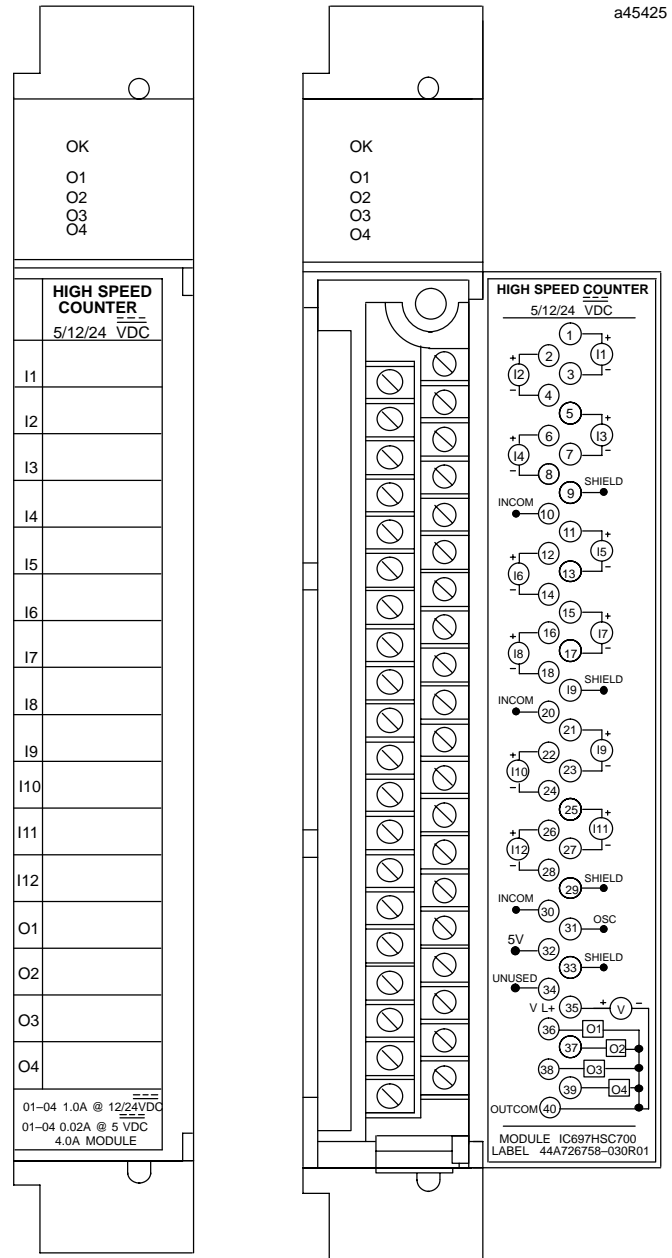 a45425
OK
O1
O2
O3
O4
HIGH SPEED
COUNTER
5/12/24 VDC
I1
I2
I3
I4
I5
I6
I7
I8
I9
I10
I11
I12
O1
O2
O3
O4
01–04 1.0A @ 12/24VDC
01–04 0.02A @ 5 VDC
4.0A MODULE
OK
O1
O2
O3
O4
HIGH SPEED COUNTER
5/12/24 VDC
1
+
+ 2 I1
I2 3 –
– 4
5 +
+ 6 I3
I4 7 –
– 8
9 SHIELD
INCOM 10
11 +
+ 12 I5
I6 13 –
– 14
15 +
+ 16 I7
I8 17 –
– 18
I9 SHIELD
INCOM 20
21 +
+ 22 I9
I10 23 –
– 24
25 +
+ 26 I11
I12 27 –
– 28
29 SHIELD
INCOM 30
31 OSC
5V 32
33 SHIELD
UNUSED 34
V L+ 35 + V –
36 O1
37 O2
38 O3
39 O4
OUTCOM 40
MODULE IC697HSC700
LABEL 44A726758–030R01